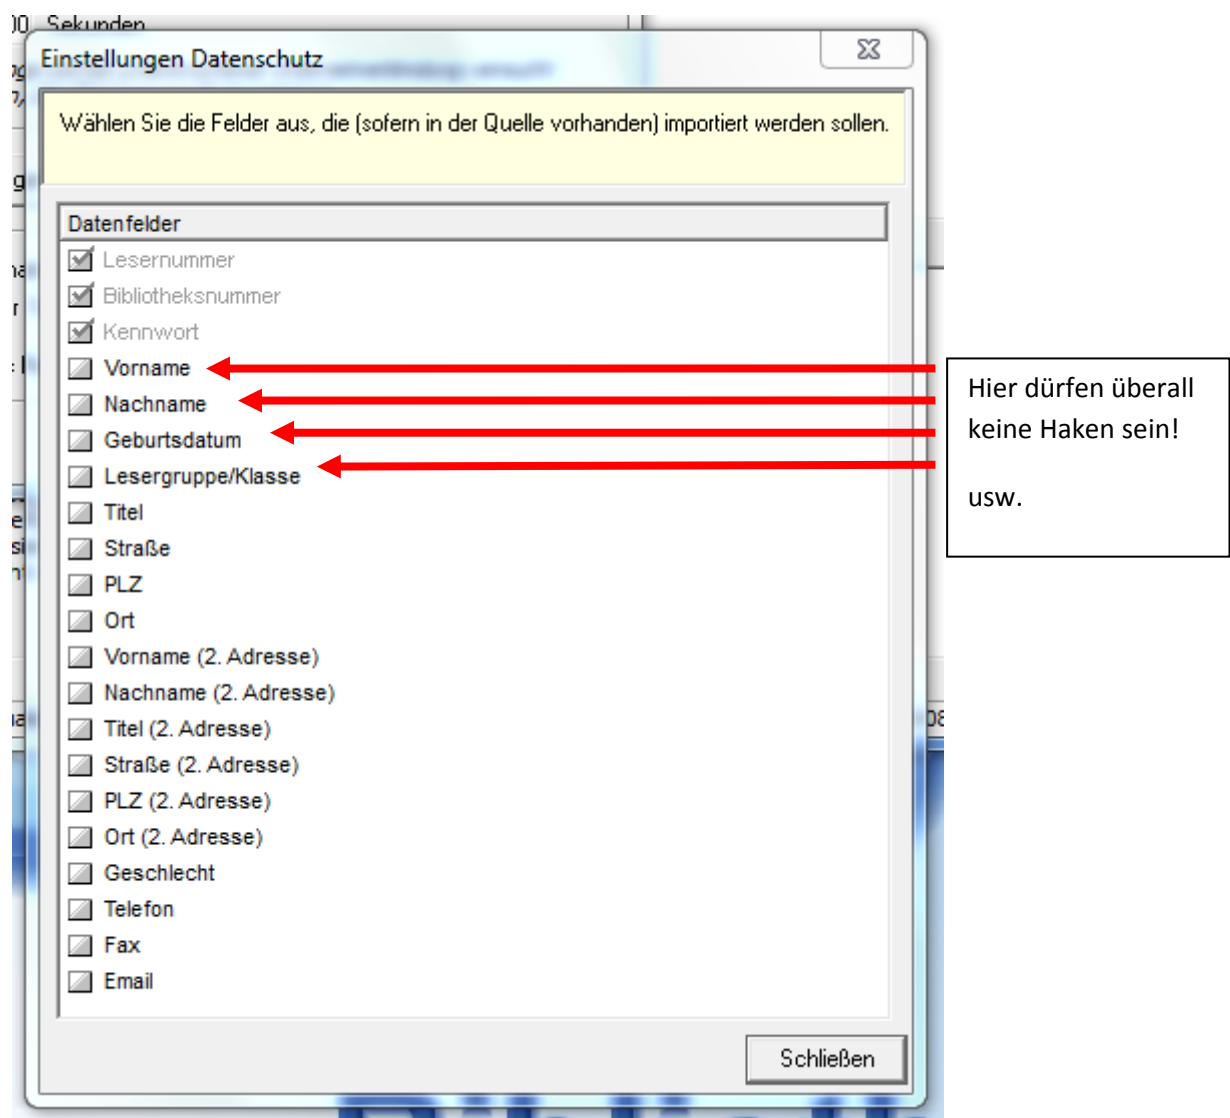 00 Sekunden
Einstellungen Datenschutz
Wählen Sie die Felder aus, die (sofern in der Quelle vorhanden) importiert werden sollen.
Datenfelder
Lesernummer
Bibliotheksnummer
Kennwort
Vorname
Nachname
Geburtsdatum
Lesergruppe/Klasse
Titel
Straße
PLZ
Ort
Vorname (2. Adresse)
Nachname (2. Adresse)
Titel (2. Adresse)
Straße (2. Adresse)
PLZ (2. Adresse)
Ort (2. Adresse)
Geschlecht
Telefon
Fax
Email
Schließen
Hier dürfen überall
keine Haken sein!
usw.